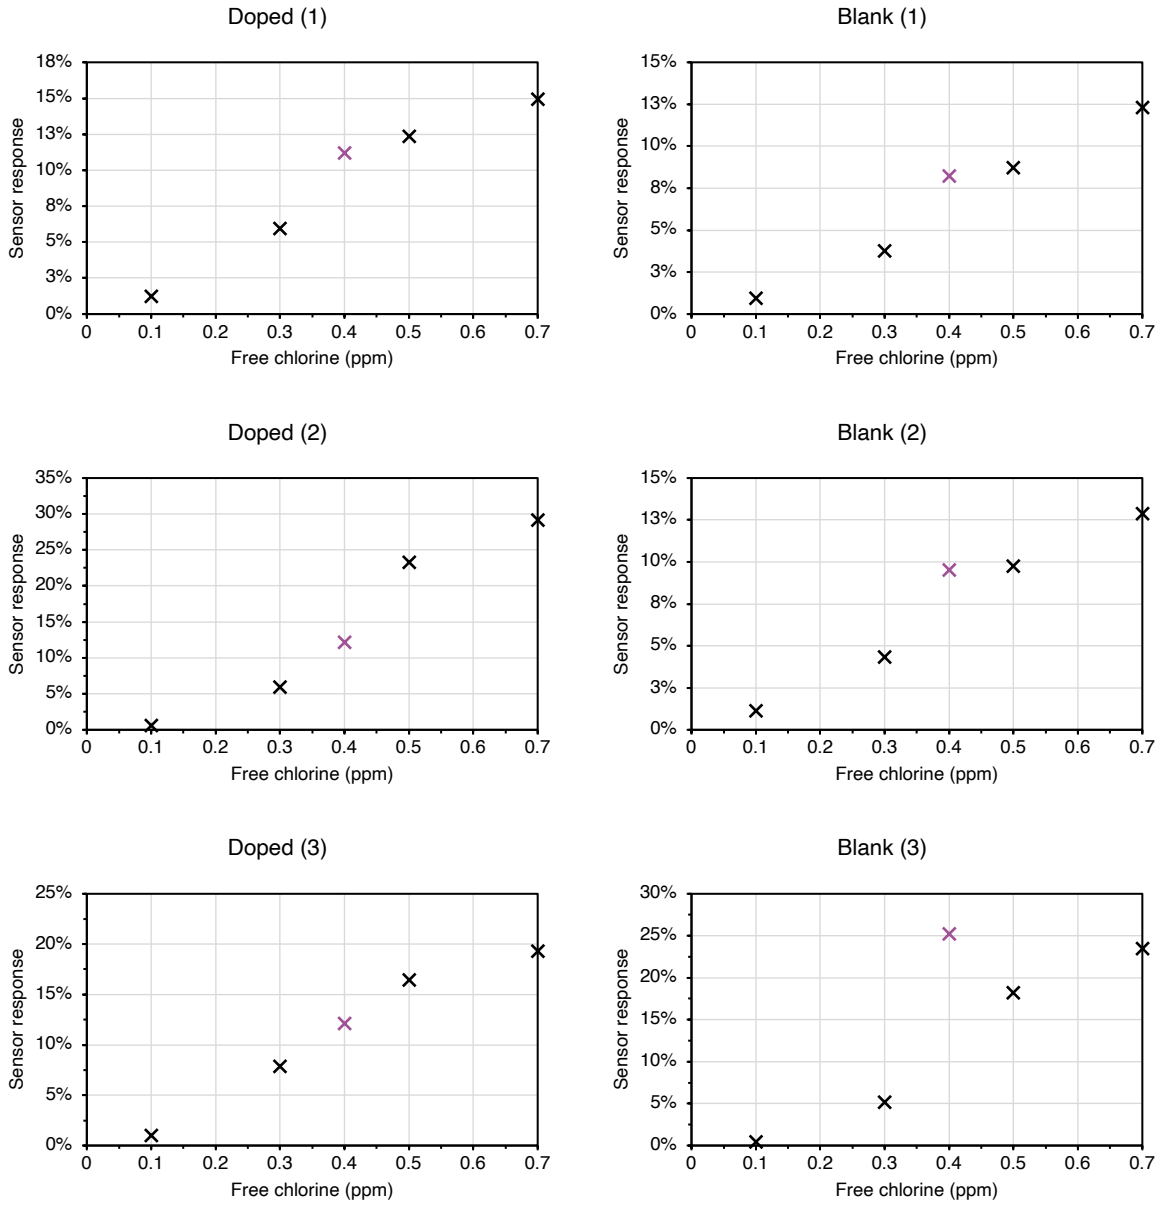 Doped (1)
18%
15%
13%
10%
8%
5%
3%
0%
Sensor response
0 0.1 0.2 0.3 0.4 0.5 0.6 0.7
Free chlorine (ppm)
Blank (1)
15%
13%
10%
8%
5%
3%
0%
Sensor response
0 0.1 0.2 0.3 0.4 0.5 0.6 0.7
Free chlorine (ppm)
Doped (2)
35%
30%
25%
20%
15%
10%
5%
0%
Sensor response
0 0.1 0.2 0.3 0.4 0.5 0.6 0.7
Free chlorine (ppm)
Blank (2)
15%
13%
10%
8%
5%
3%
0%
Sensor response
0 0.1 0.2 0.3 0.4 0.5 0.6 0.7
Free chlorine (ppm)
Doped (3)
25%
20%
15%
10%
5%
0%
Sensor response
0 0.1 0.2 0.3 0.4 0.5 0.6 0.7
Free chlorine (ppm)
Blank (3)
30%
25%
20%
15%
10%
5%
0%
Sensor response
0 0.1 0.2 0.3 0.4 0.5 0.6 0.7
Free chlorine (ppm)